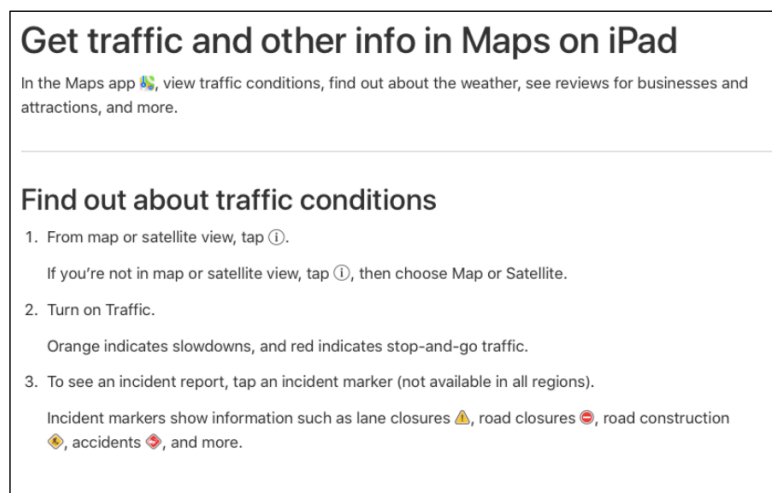 Get traffic and other info in Maps on iPad
In the Maps app, view traffic conditions, find out about the weather, see reviews for businesses and
attractions, and more.
Find out about traffic conditions
1. From map or satellite view, tap ⓘ.
If you’re not in map or satellite view, tap ⓘ, then choose Map or Satellite.
2. Turn on Traffic.
Orange indicates slowdowns, and red indicates stop-and-go traffic.
3. To see an incident report, tap an incident marker (not available in all regions).
Incident markers show information such as lane closures, road closures, road construction
, accidents, and more.